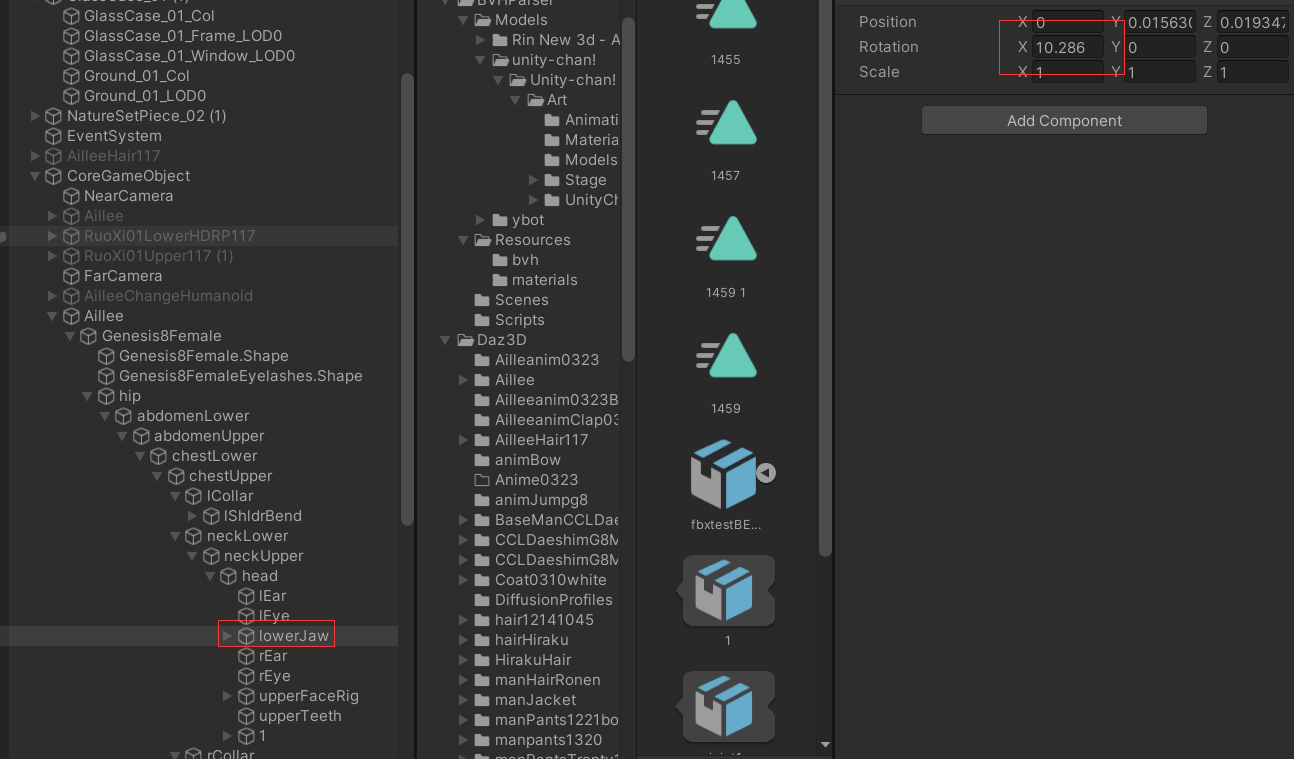 GlassCase_01_Col
GlassCase_01_Frame_LOD0
GlassCase_01_Window_LOD0
Ground_01_Col
Ground_01_LOD0
NatureSetPiece_02 (1)
EventSystem
AilleeHair117
CoreGameObject
NearCamera
Aillee
RuoXi01LowerHDRP117
RuoXi01Upper117 (1)
FarCamera
AilleeChangeHumanoid
Aillee
Genesis8Female
Genesis8Female.Shape
Genesis8FemaleEyelashes.Shape
hip
abdomenLower
abdomenUpper
chestLower
chestUpper
lCollar
lShldrBend
neckLower
neckUpper
head
lEar
lEye
lowerJaw
rEar
rEye
upperFaceRig
upperTeeth
1
rCollar
BVHParser
Models
Rin New 3d - A
unity-chan!
Unity-chan!
Art
Animati
Materia
Models
Stage
UnityCh
ybot
Resources
bvh
materials
Scenes
Scripts
Daz3D
Ailleanim0323
Aillee
Ailleeanim0323B
AilleeanimClap03
AilleeHair117
animBow
Anime0323
animJumpg8
BaseManCCLDae
CCLDaeshimG8M
CCLDaeshimG8M
Coat0310white
DiffusionProfiles
hair12141045
hairHiraku
HirakuHair
manHairRonen
manJacket
manPants1221bo
manpants1320
1455
1457
1459 1
1459
fbxtestBE...
1
Position X 0 Y 0.01563 Z 0.019347
Rotation X 10.286 Y 0 Z 0
Scale X 1 Y 1 Z 1
Add Component